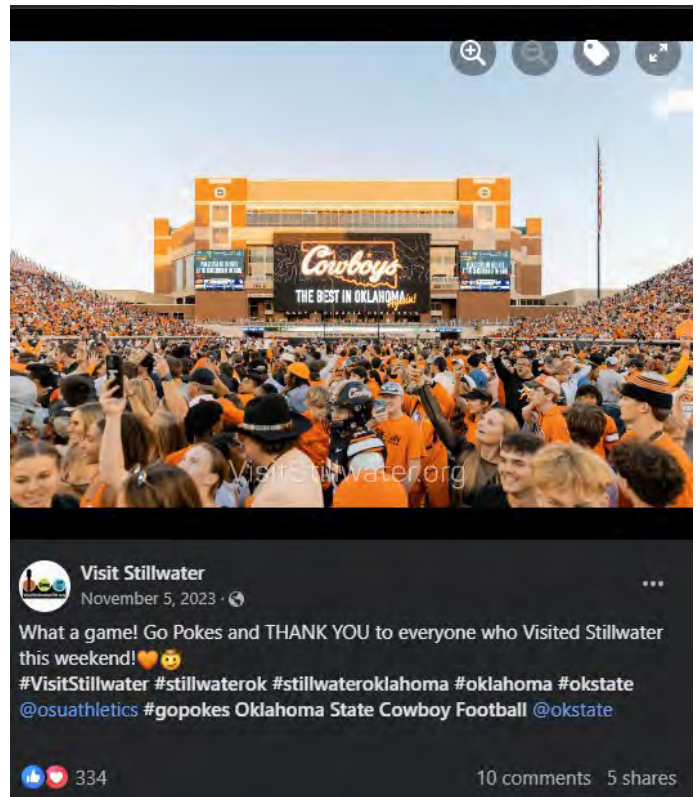 Cowboys
THE BEST IN OKLAHOMA
Again!
Cowboys
VisitStillwater.org
Visit Stillwater
November 5, 2023 ·
What a game! Go Pokes and THANK YOU to everyone who Visited Stillwater
this weekend!🧡🤠
#VisitStillwater #stillwaterok #stillwateroklahoma #oklahoma #okstate
@osuathletics #gopokes Oklahoma State Cowboy Football @okstate
334
10 comments 5 shares